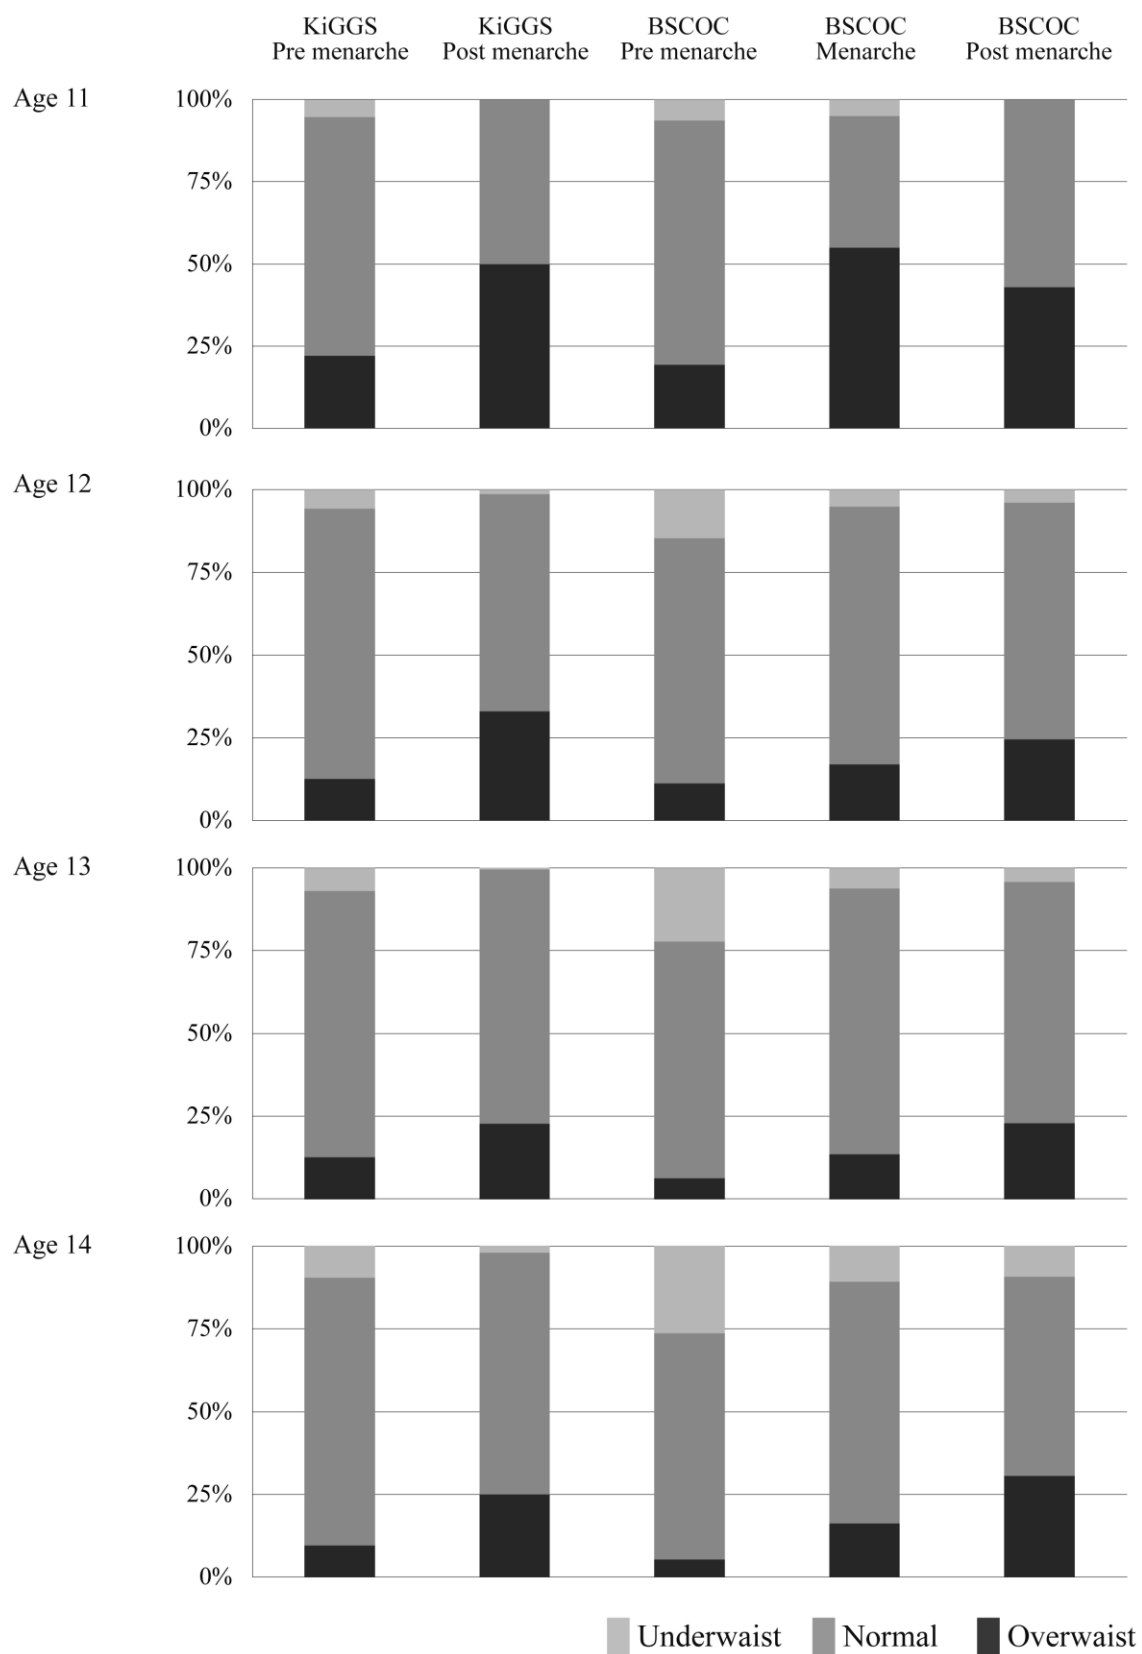 KiGGS KiGGS BSCOC BSCOC BSCOC
Pre menarche Post menarche Pre menarche Menarche Post menarche
Age 11
100%
75%
50%
25%
0%
Age 12
100%
75%
50%
25%
0%
Age 13
100%
75%
50%
25%
0%
Age 14
100%
75%
50%
25%
0%
Underwaist Normal Overwaist